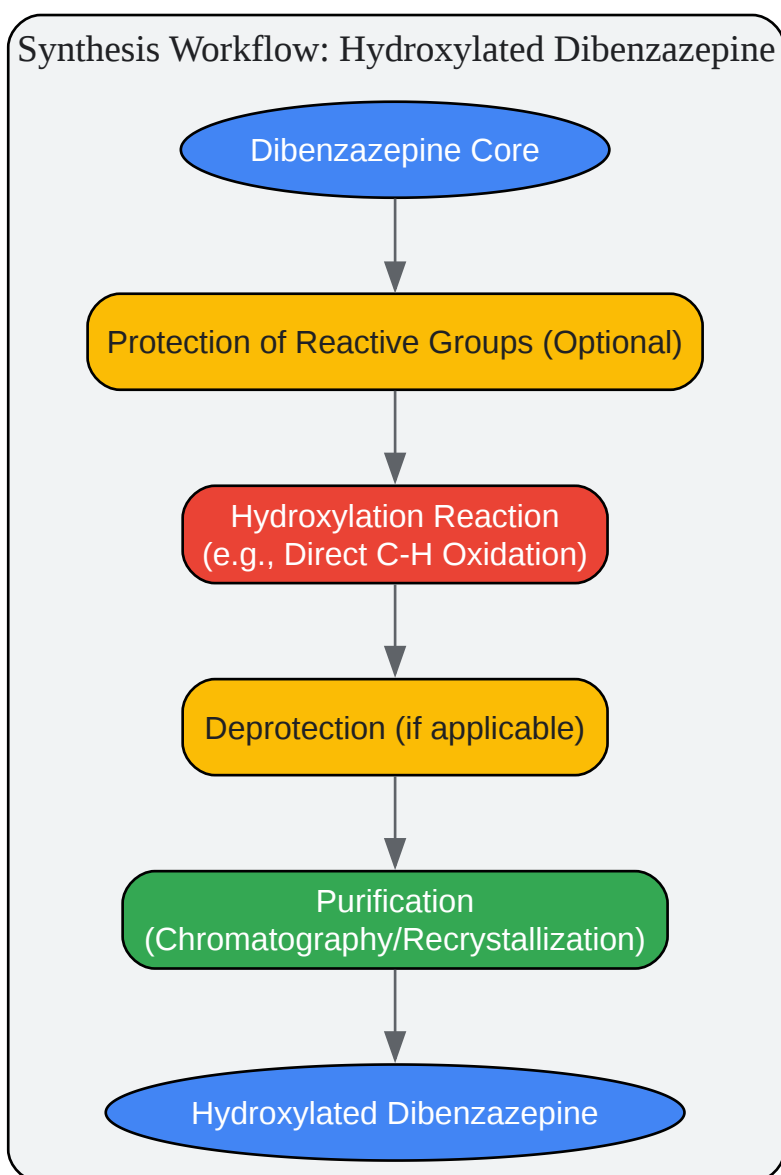 Synthesis Workflow: Hydroxylated Dibenzazepine
Dibenzazepine Core
Protection of Reactive Groups (Optional)
Hydroxylation Reaction
(e.g., Direct C-H Oxidation)
Deprotection (if applicable)
Purification
(Chromatography/Recrystallization)
Hydroxylated Dibenzazepine